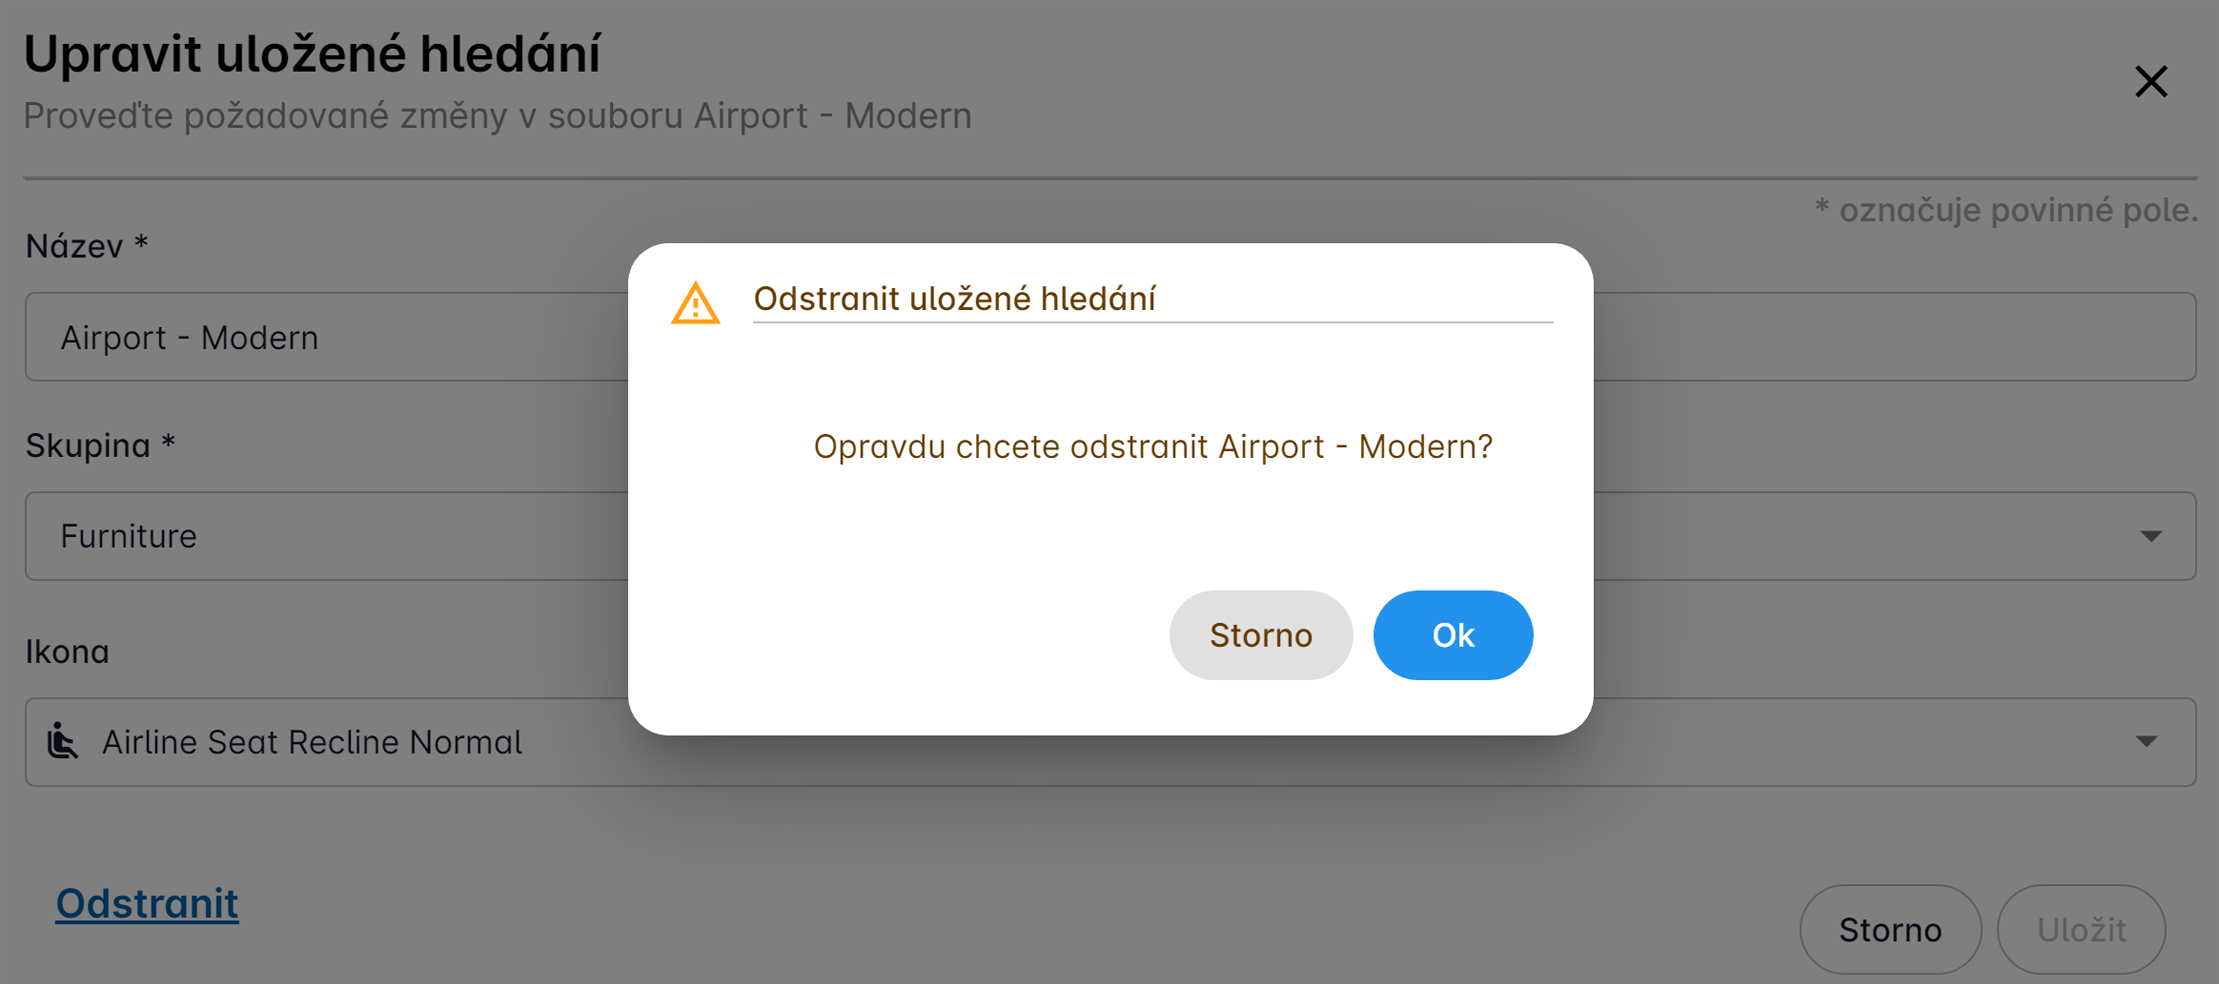 Upravit uložené hledání
Proveďte požadované změny v souboru Airport - Modern
* označuje povinné pole.
Název *
Airport - Modern
Skupina *
Furniture
Ikona
Airline Seat Recline Normal
Odstranit uložené hledání
Opravdu chcete odstranit Airport - Modern?
Storno
Ok
Odstranit
Storno
Uložit